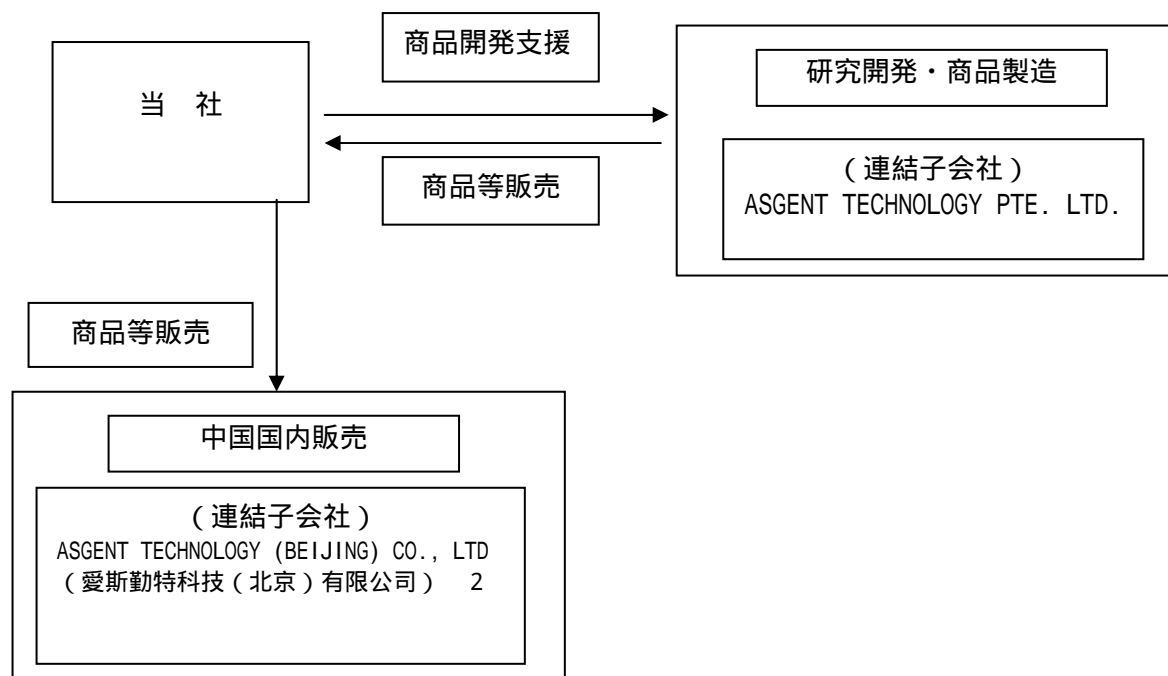 商品開発支援
当　社
研究開発・商品製造
（連結子会社）
ASGENT TECHNOLOGY PTE. LTD.
商品等販売
商品等販売
中国国内販売
（連結子会社）
ASGENT TECHNOLOGY (BEIJING) CO., LTD
（愛斯勤特科技（北京）有限公司）　2